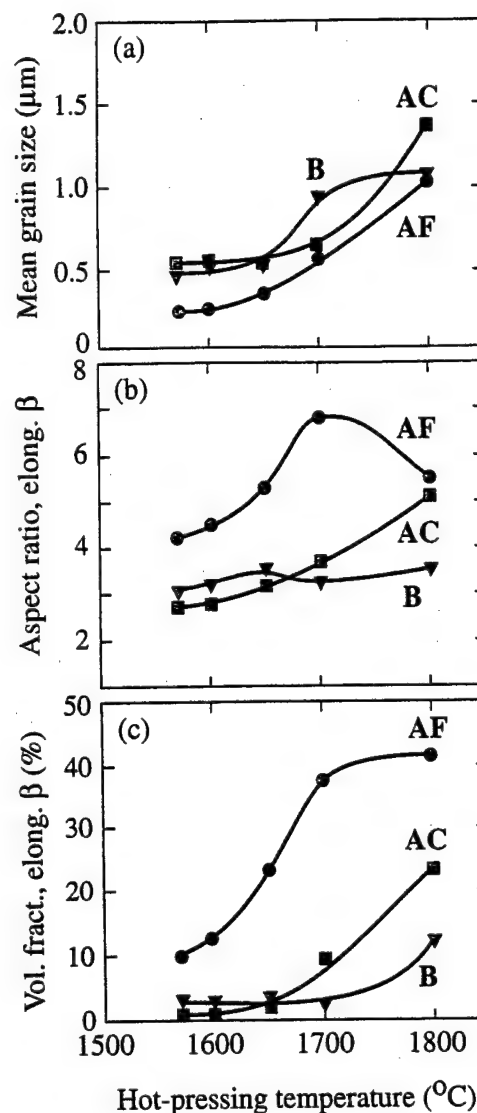 (a)
Mean grain size (μm)
2.0
1.5
1.0
0.5
0
AC
B
AF
(b)
Aspect ratio, elong. β
8
6
4
2
AF
AC
B
(c)
Vol. fract., elong. β (%)
50
40
30
20
10
0
AF
AC
B
1500 1600 1700 1800
Hot-pressing temperature (°C)